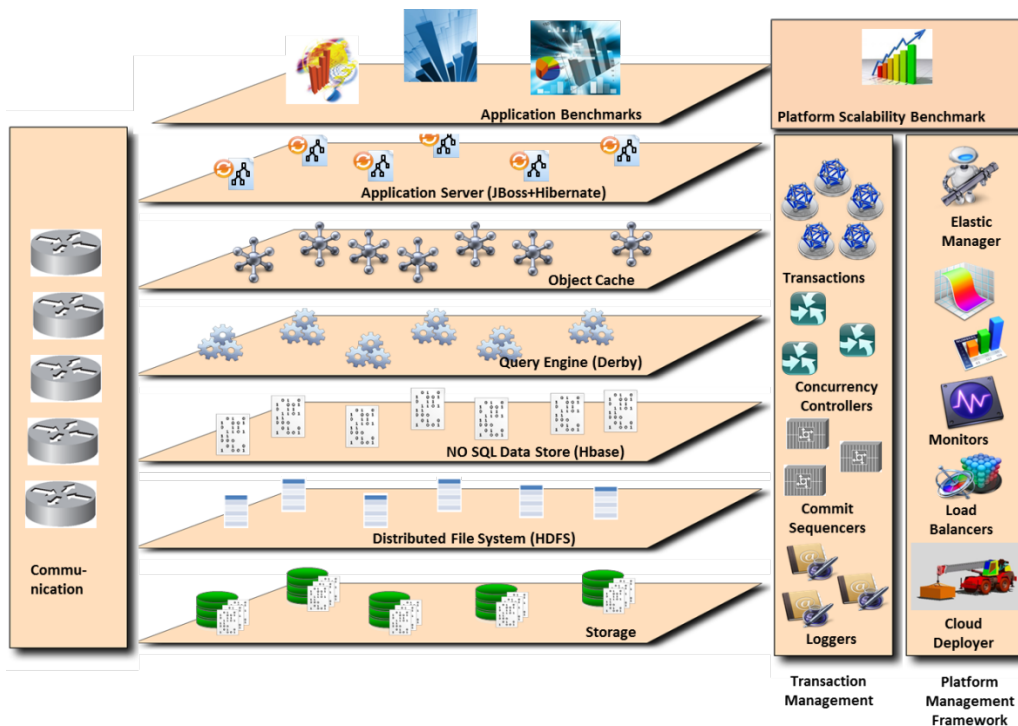 Application Benchmarks
Platform Scalability Benchmark
Application Server (JBoss+Hibernate)
Object Cache
Query Engine (Derby)
NO SQL Data Store (Hbase)
Distributed File System (HDFS)
Storage
Commu-
nication
Transactions
Concurrency
Controllers
Commit
Sequencers
Loggers
Transaction
Management
Elastic
Manager
Monitors
Load
Balancers
Cloud
Deployer
Platform
Management
Framework